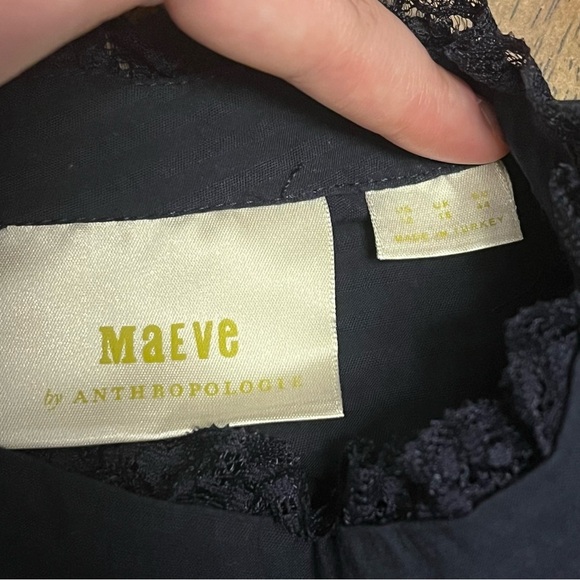 MaEVe
by ANTHROPOLOGIE
US UK EU
MADE IN TURKEY